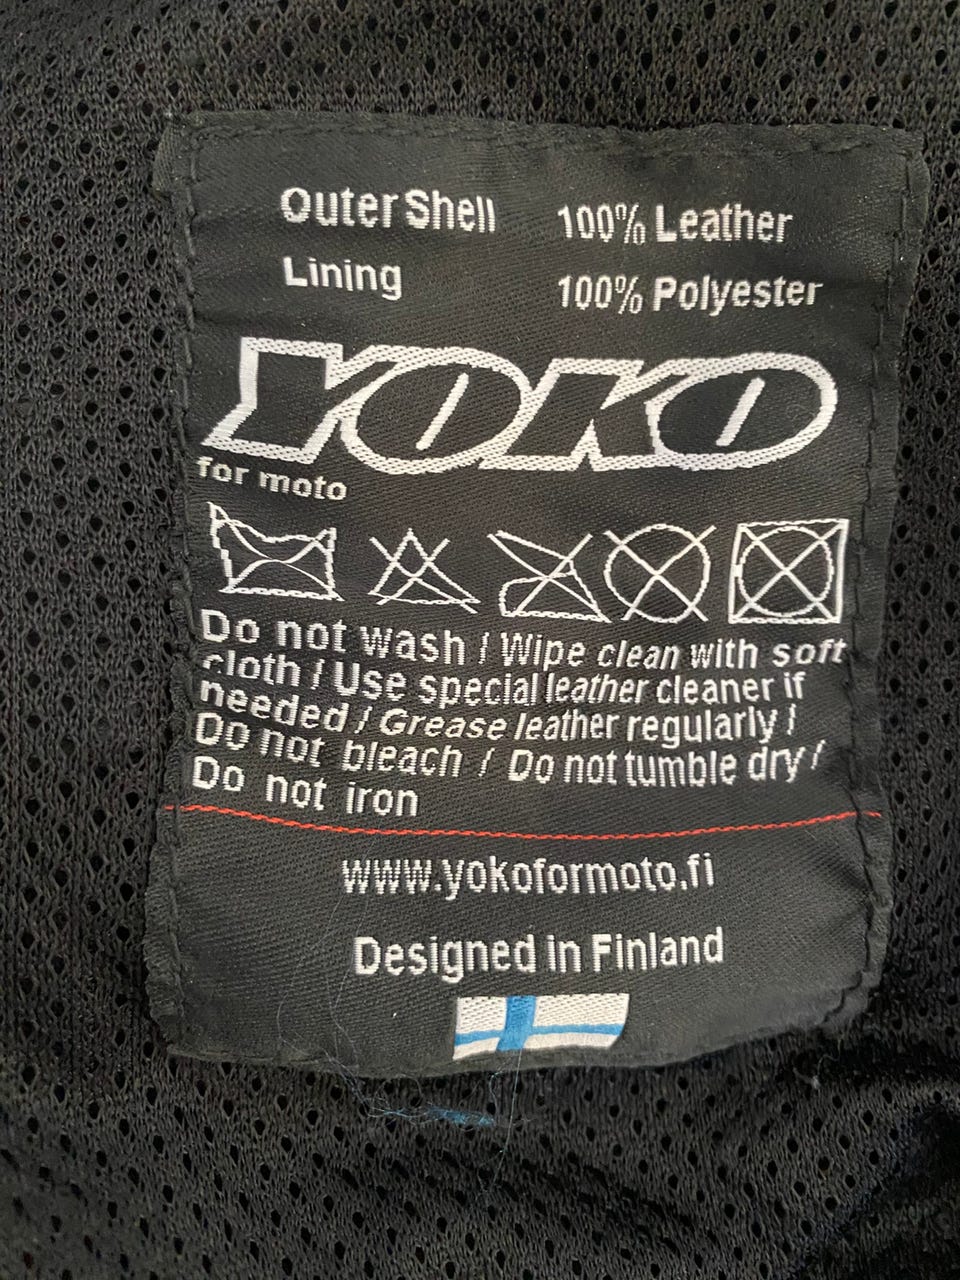 Outer Shell 100% Leather
Lining 100% Polyester
YOKO
for moto
Do not wash / Wipe clean with soft
cloth / Use special leather cleaner if
needed / Grease leather regularly /
Do not bleach / Do not tumble dry /
Do not iron
www.yokoformoto.fi
Designed in Finland